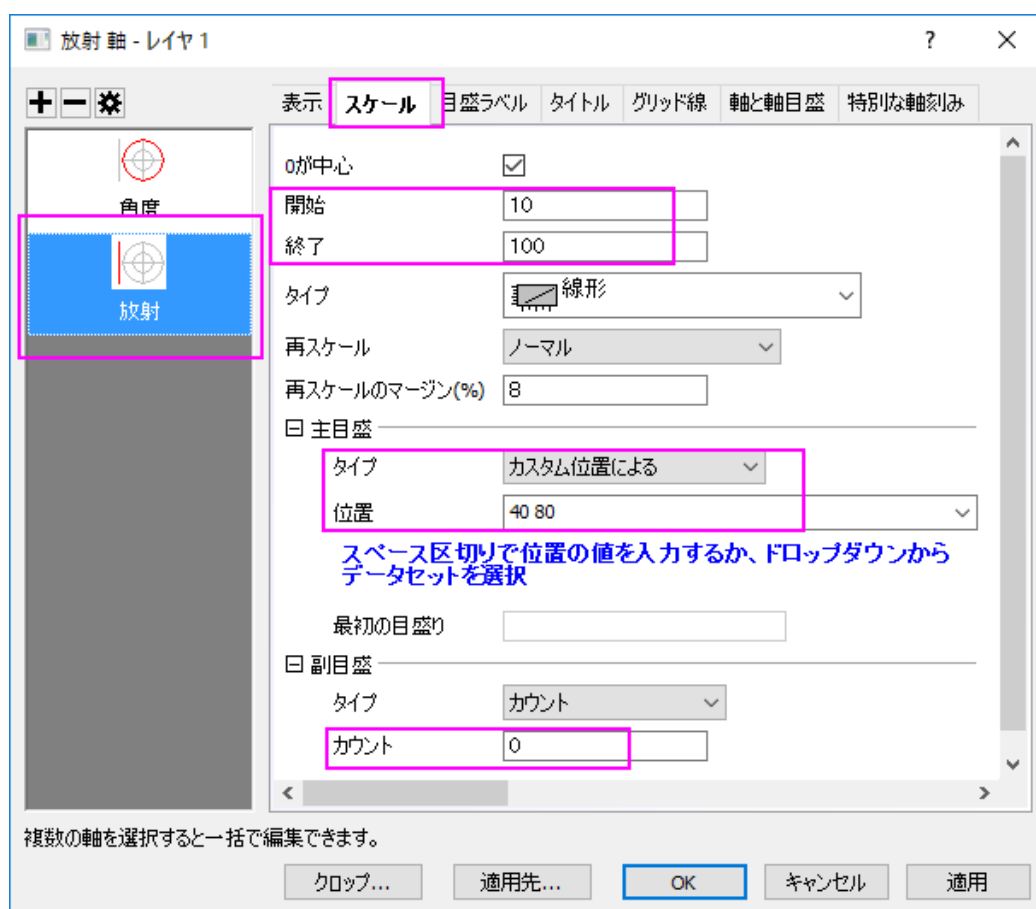 放射 軸 - レイヤ 1
表示 スケール 目盛ラベル タイトル グリッド線 軸と軸目盛 特別な軸刻み
角度
放射
0が中心
開始 10
終了 100
タイプ 線形
再スケール ノーマル
再スケールのマージン(%) 8
主目盛
タイプ カスタム位置による
位置 40 80
スペース区切りで位置の値を入力するか、ドロップダウンから
データセットを選択
最初の目盛り
副目盛
タイプ カウント
カウント 0
複数の軸を選択すると一括で編集できます。
クロップ... 適用先... OK キャンセル 適用